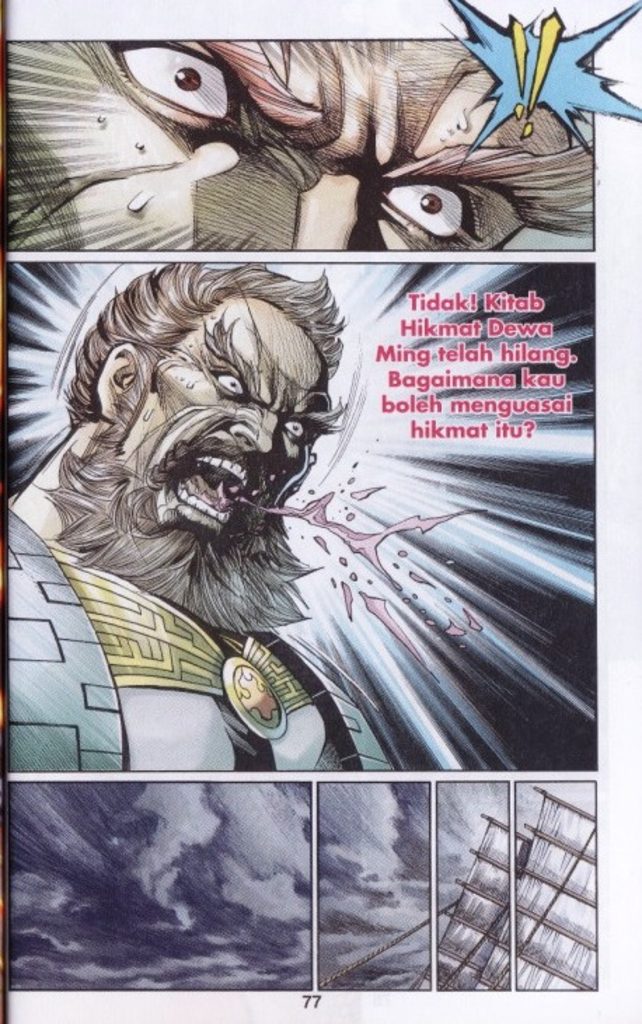 !!
Tidak! Kitab
Hikmat Dewa
Ming telah hilang.
Bagaimana kau
boleh menguasai
hikmat itu?
77